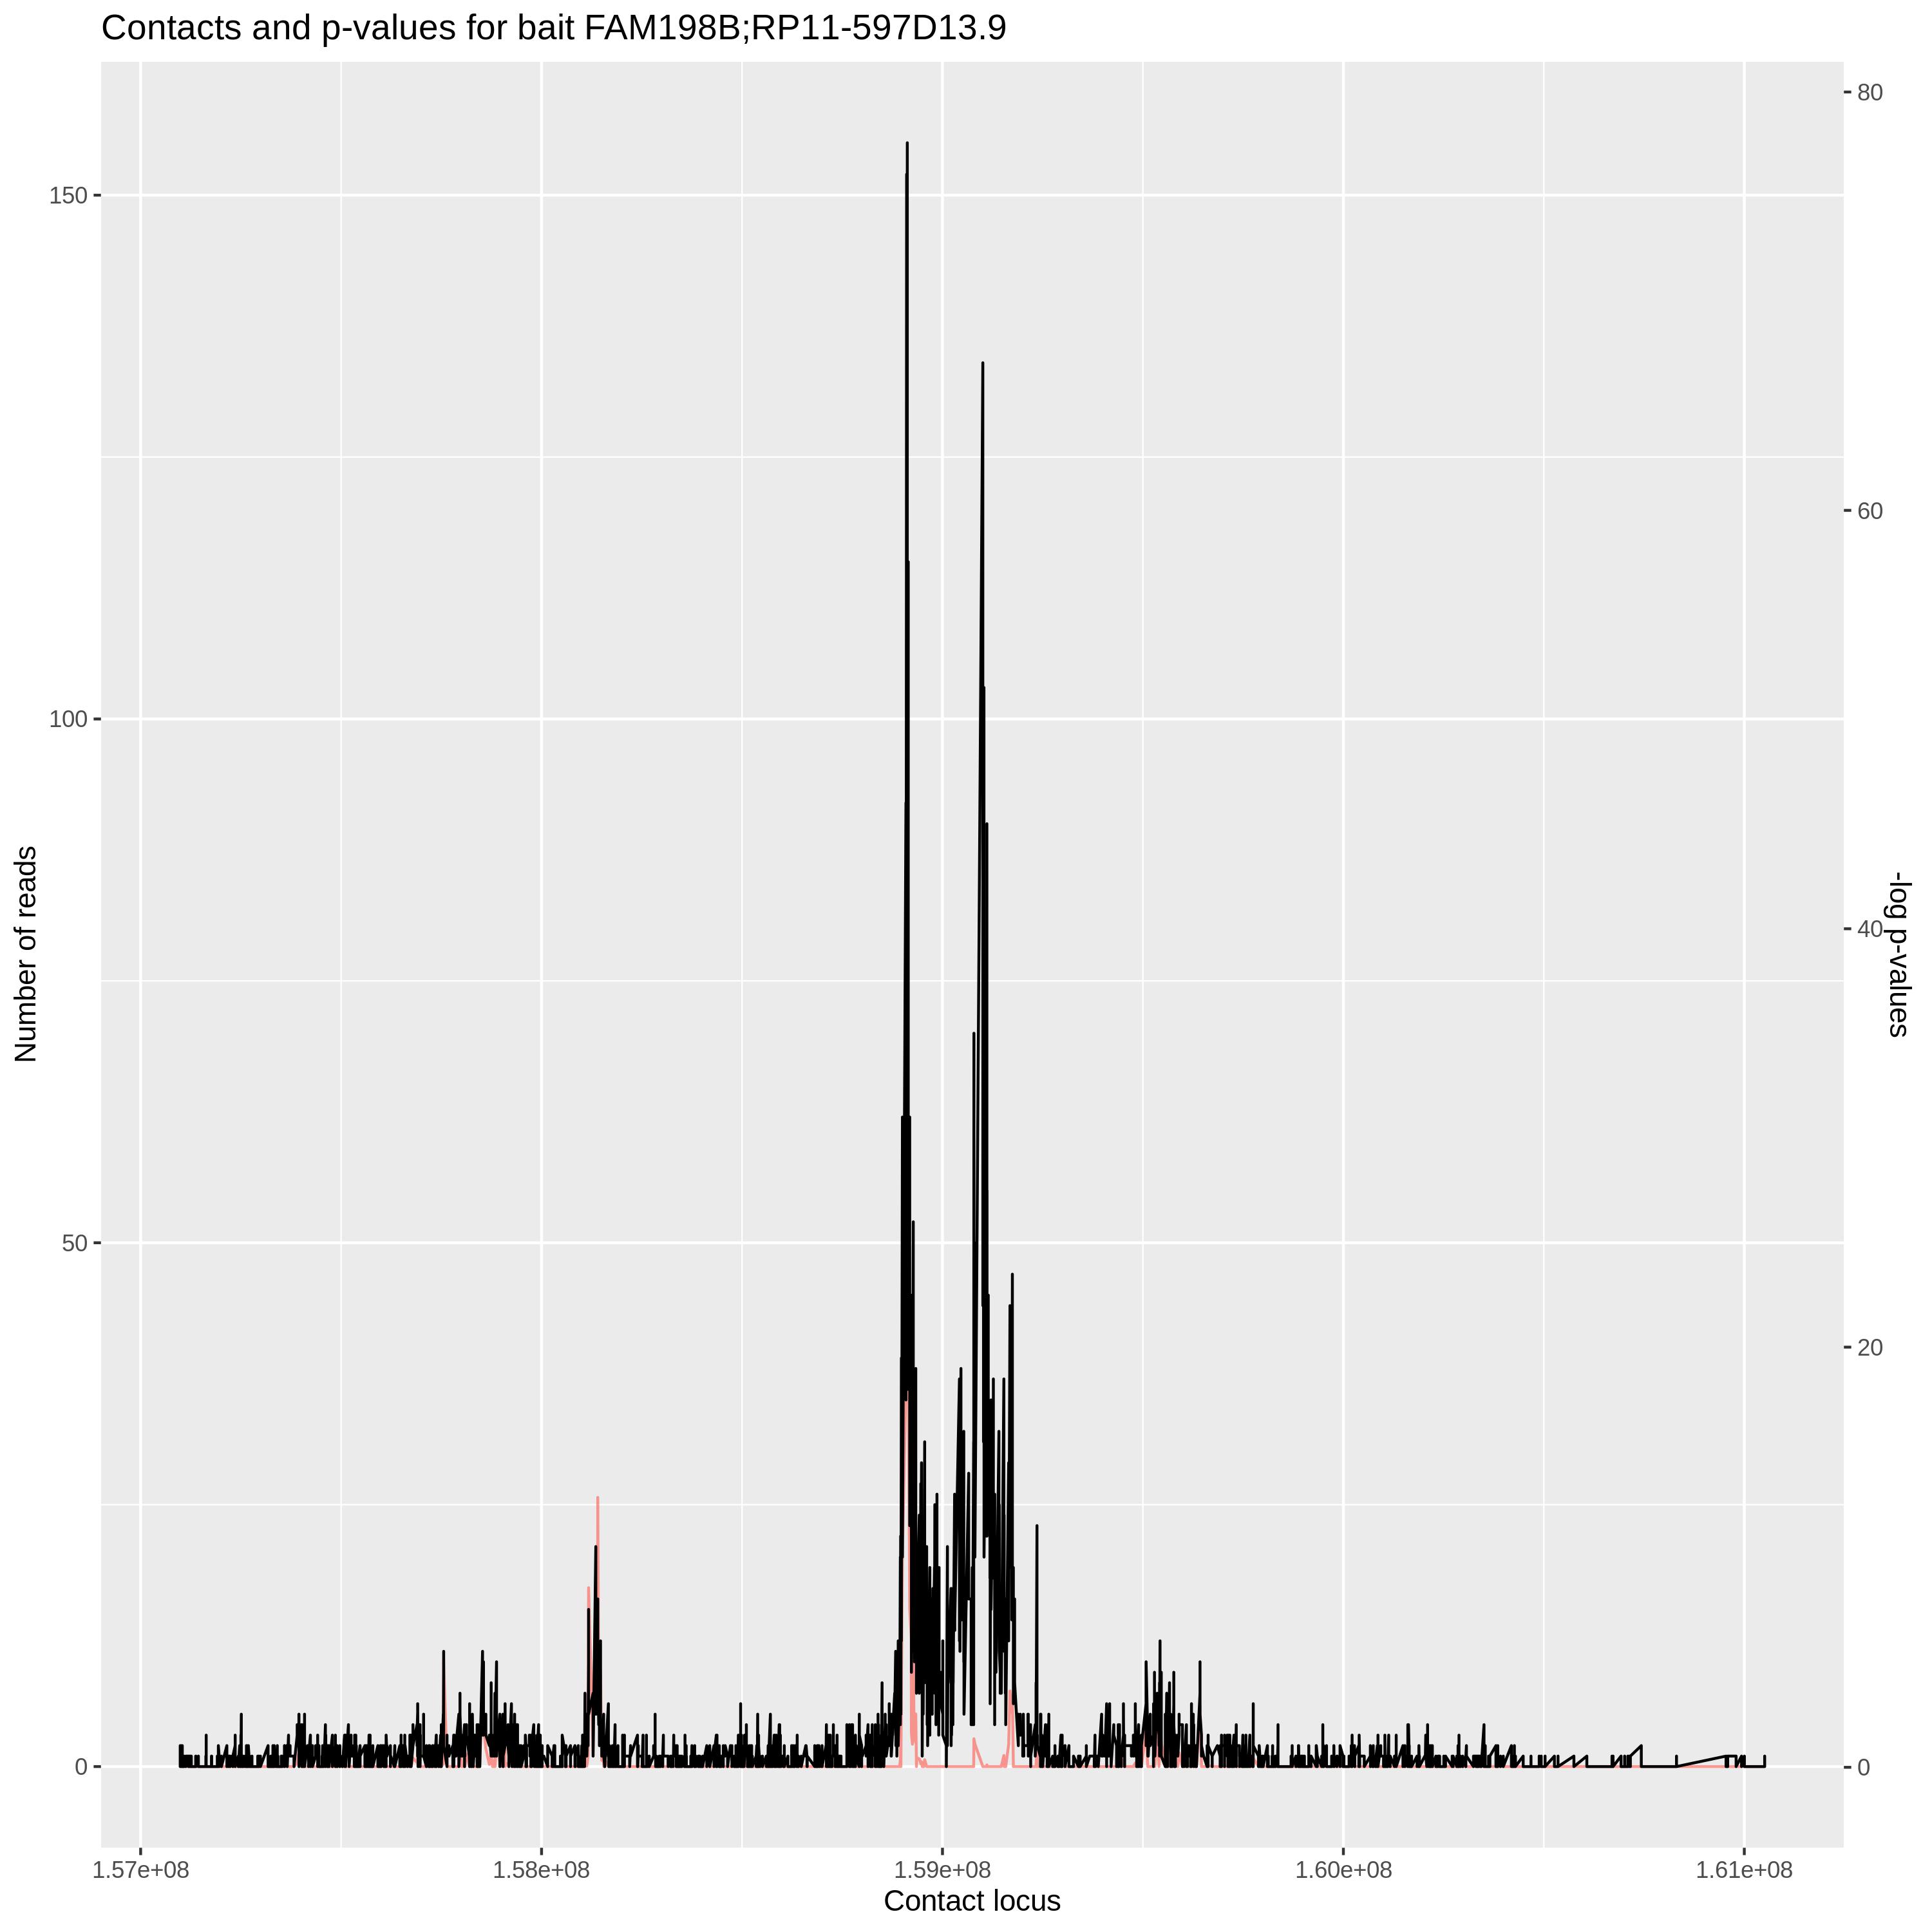 Contacts and p-values for bait FAM198B;RP11-597D13.9
150
100
50
0
Number of reads
80
60
40
20
0
-log p-values
1.57e+08 1.58e+08 1.59e+08 1.60e+08 1.61e+08
Contact locus